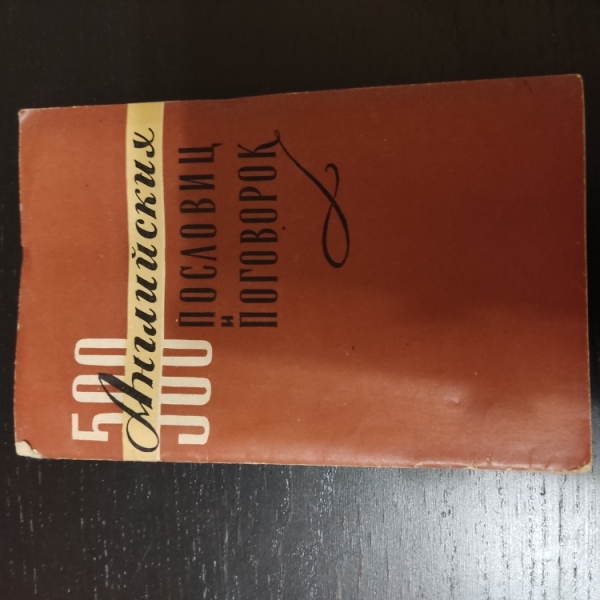 500
Английских
ПОСЛОВИЦ
и
ПОГОВОРОК